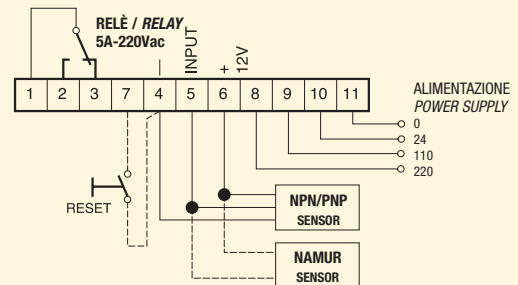 RELÈ / RELAY
5A-220Vac
— INPUT + 12V
1 2 3 7 4 5 6 8 9 10 11
ALIMENTAZIONE
POWER SUPPLY
0
24
110
220
RESET
NPN/PNP
SENSOR
NAMUR
SENSOR